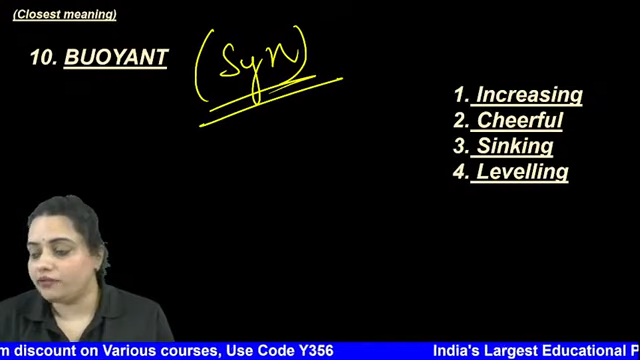 (Closest meaning)
10. BUOYANT (Syn)
1. Increasing
2. Cheerful
3. Sinking
4. Levelling
m discount on Various courses, Use Code Y356 India's Largest Educational P